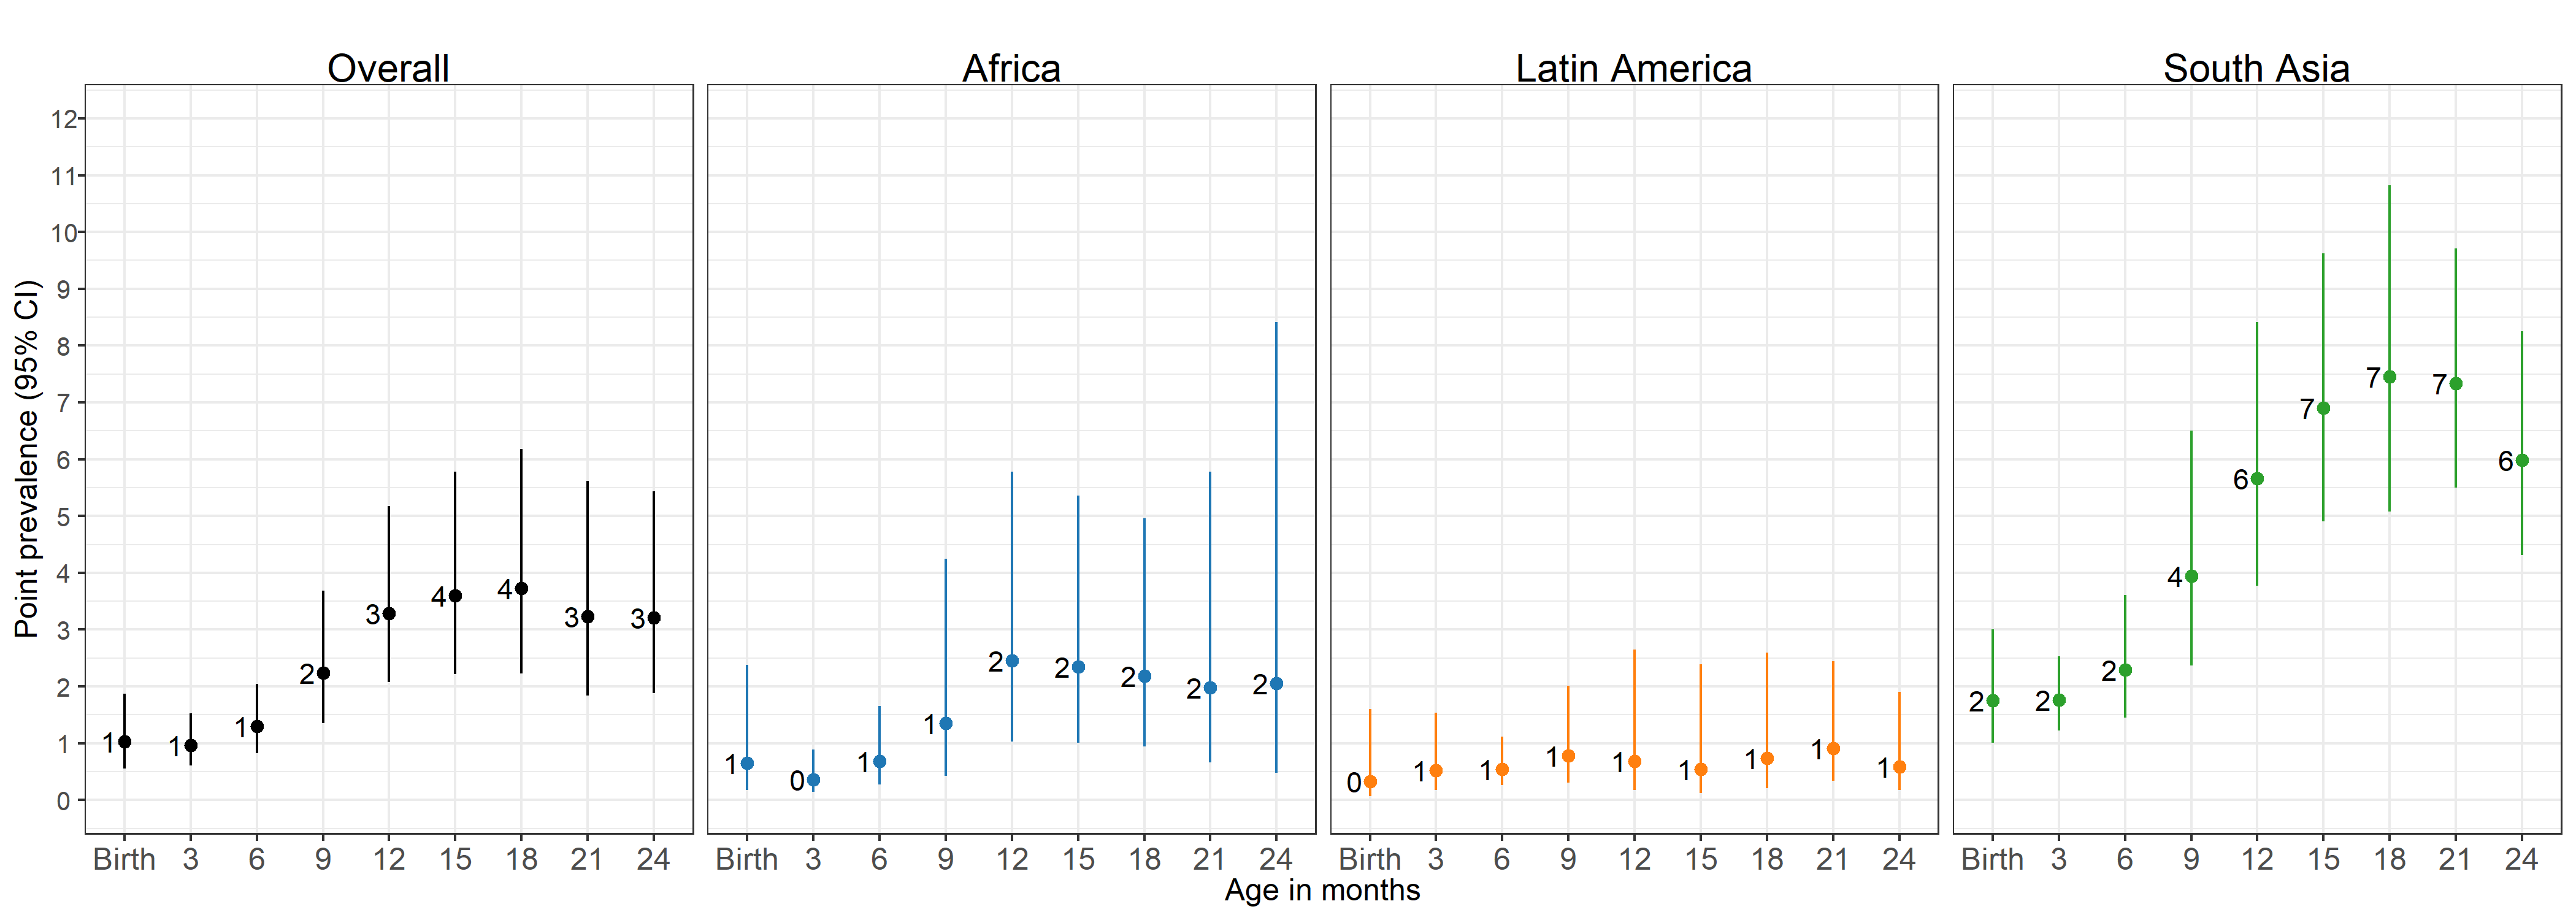 Overall Africa Latin America South Asia
Point prevalence (95% CI)
12
11
10
9
8
7
6
5
4
3
2
1
0
1 1 1 2 3 4 4 3 3
1 0 1 1 2 2 2 2 2
0 1 1 1 1 1 1 1 1
2 2 2 4 6 7 7 7 6
Birth 3 6 9 12 15 18 21 24 Birth 3 6 9 12 15 18 21 24 Birth 3 6 9 12 15 18 21 24 Birth 3 6 9 12 15 18 21 24
Age in months